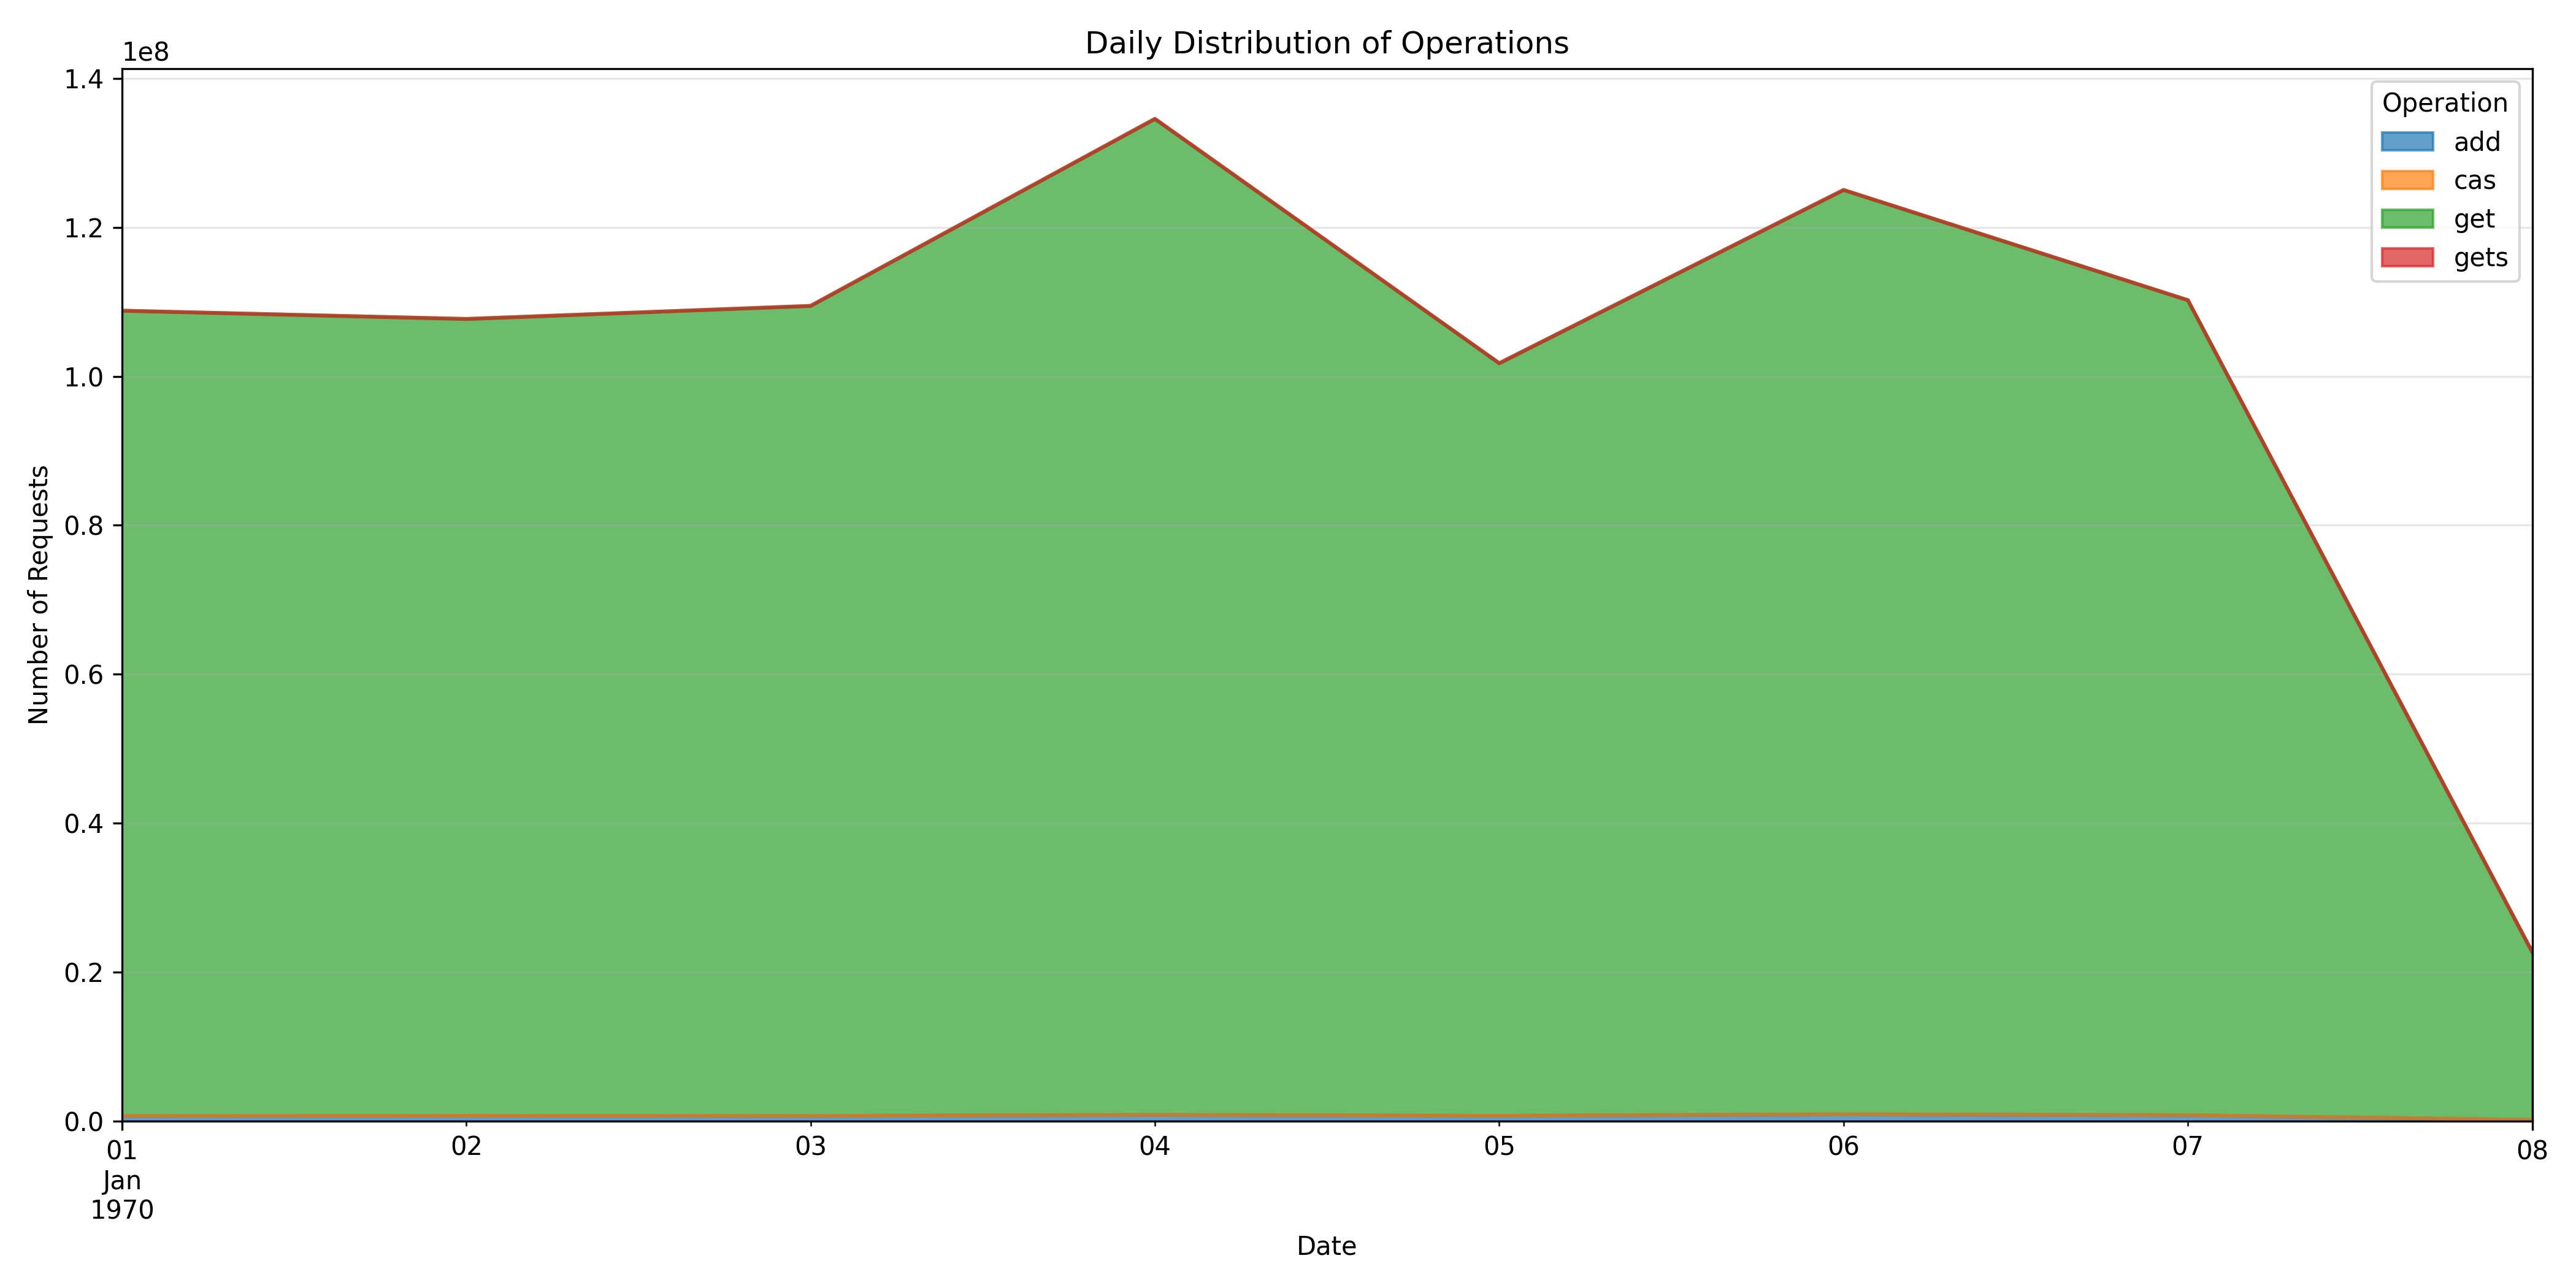 Daily Distribution of Operations
1e8
1.4
1.2
1.0
0.8
0.6
0.4
0.2
0.0
Number of Requests
Operation
add
cas
get
gets
01 02 03 04 05 06 07 08
Jan
1970
Date